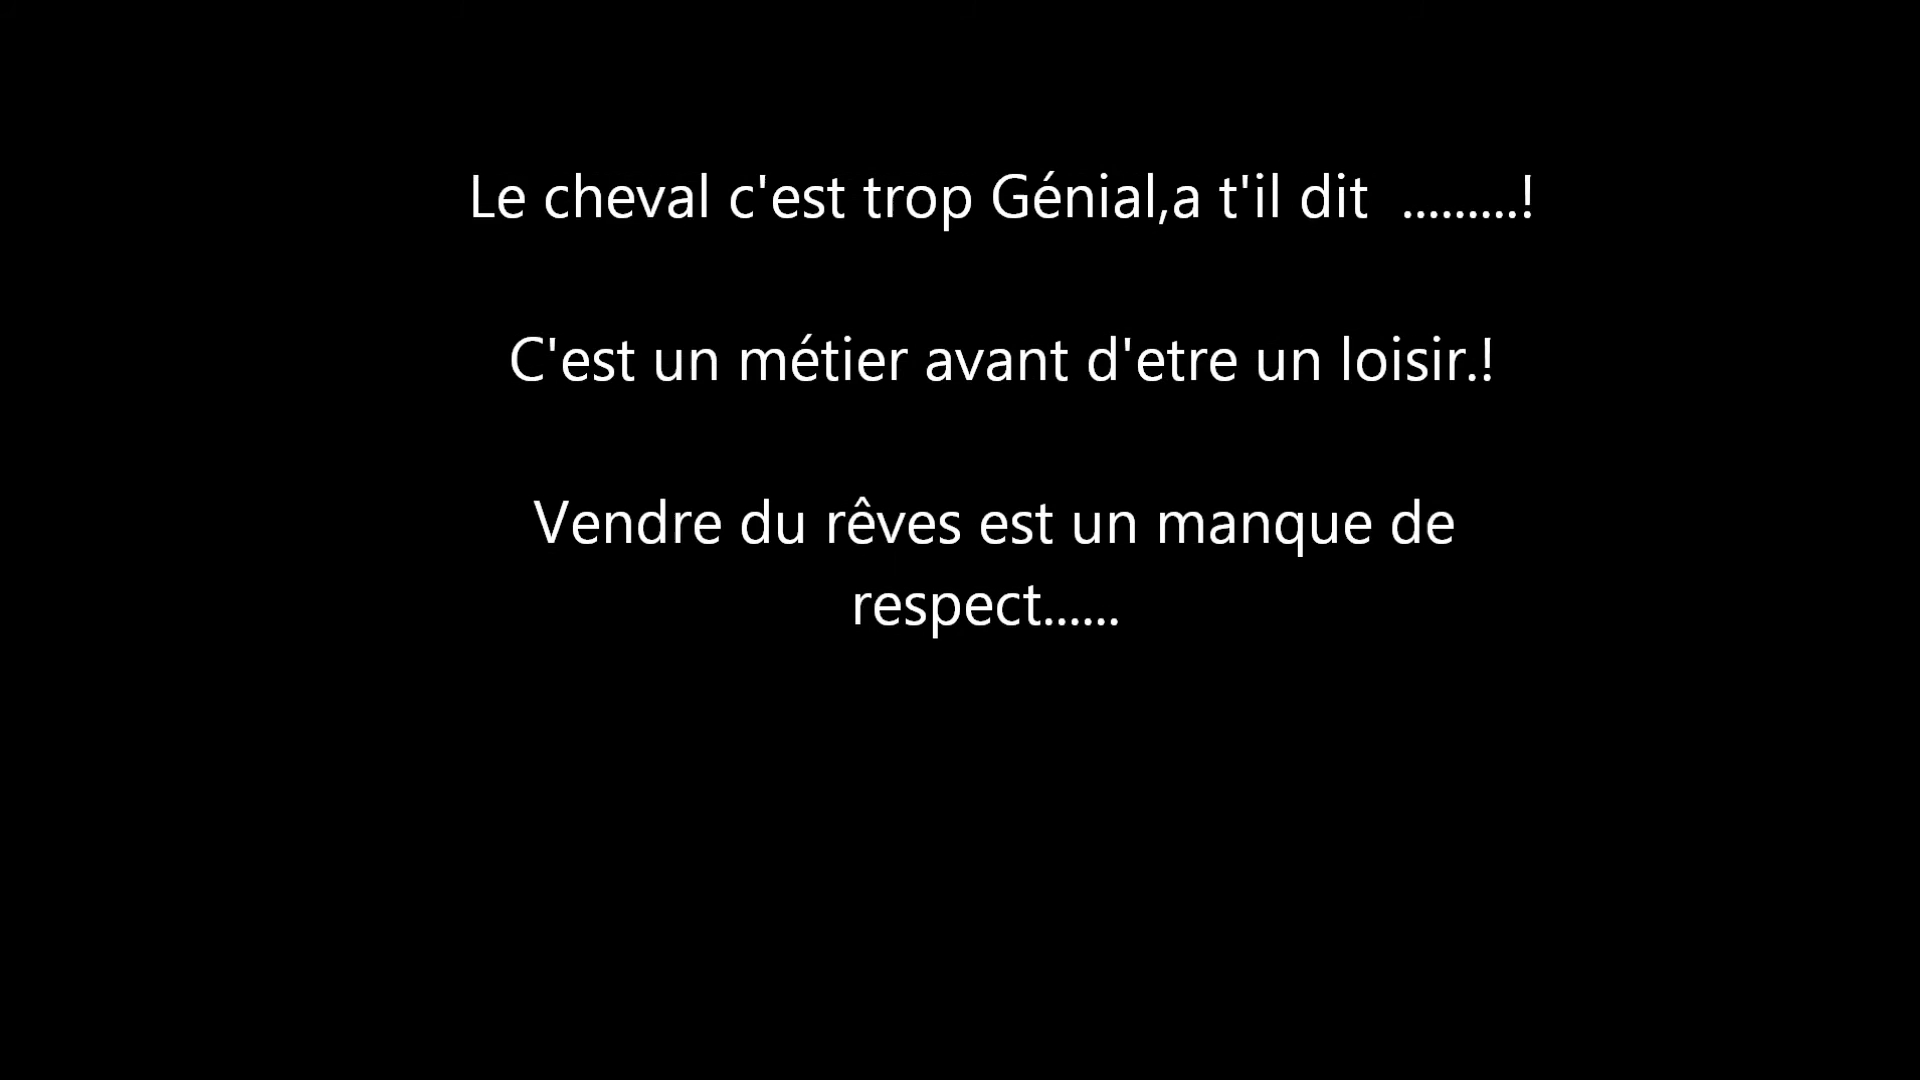 Le cheval c'est trop Génial,a t'il dit  .........!
C'est un métier avant d'etre un loisir.!
Vendre du rêves est un manque de
respect......